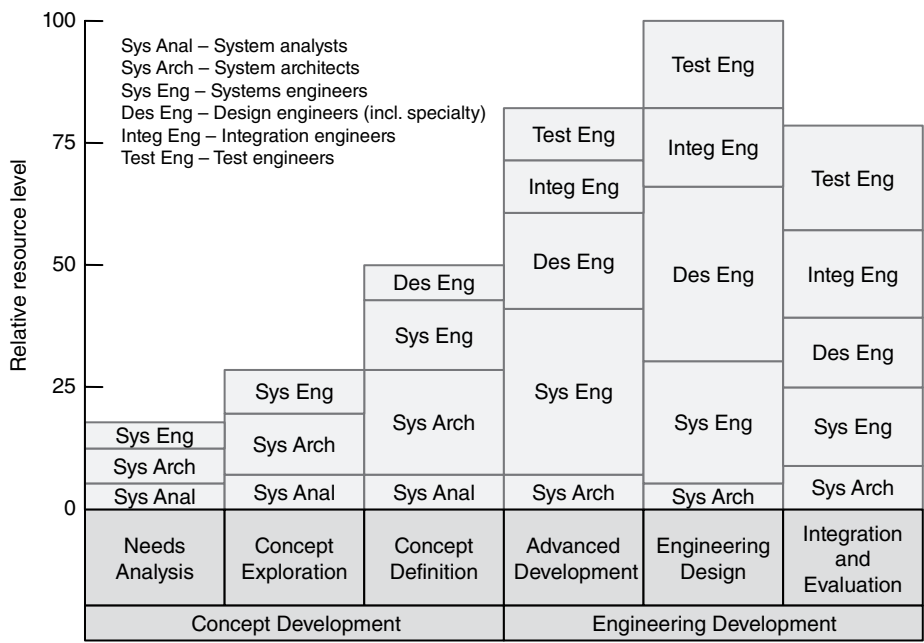 Relative resource level
100
75
50
25
0
Sys Anal – System analysts
Sys Arch – System architects
Sys Eng – Systems engineers
Des Eng – Design engineers (incl. specialty)
Integ Eng – Integration engineers
Test Eng – Test engineers
Sys Eng
Sys Arch
Sys Anal
Sys Eng
Sys Arch
Sys Anal
Des Eng
Sys Eng
Sys Arch
Sys Anal
Test Eng
Integ Eng
Des Eng
Sys Eng
Sys Arch
Test Eng
Integ Eng
Des Eng
Sys Eng
Sys Arch
Test Eng
Integ Eng
Des Eng
Sys Eng
Sys Arch
Needs
Analysis
Concept
Exploration
Concept
Definition
Advanced
Development
Engineering
Design
Integration
and
Evaluation
Concept Development
Engineering Development